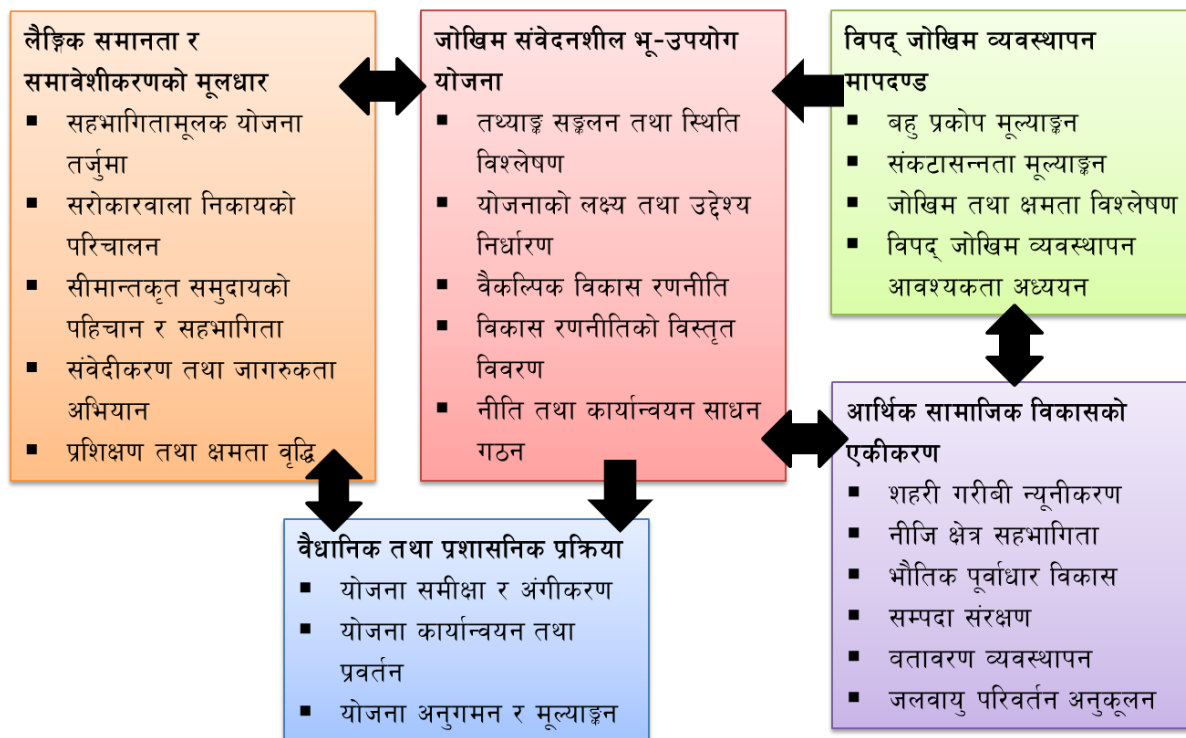 लैङ्गिक समानता र
समावेशीकरणको मूलधार
▪ सहभागितामूलक योजना
तर्जुमा
▪ सरोकारवाला निकायको
परिचालन
▪ सीमान्तकृत समुदायको
पहिचान र सहभागिता
▪ संवेदीकरण तथा जागरुकता
अभियान
▪ प्रशिक्षण तथा क्षमता वृद्धि
जोखिम संवेदनशील भू-उपयोग
योजना
▪ तथ्याङ्क सङ्कलन तथा स्थिति
विश्लेषण
▪ योजनाको लक्ष्य तथा उद्देश्य
निर्धारण
▪ वैकल्पिक विकास रणनीति
▪ विकास रणनीतिको विस्तृत
विवरण
▪ नीति तथा कार्यान्वयन साधन
गठन
विपद् जोखिम व्यवस्थापन
मापदण्ड
▪ बहु प्रकोप मूल्याङ्कन
▪ संकटासन्नता मूल्याङ्कन
▪ जोखिम तथा क्षमता विश्लेषण
▪ विपद् जोखिम व्यवस्थापन
आवश्यकता अध्ययन
आर्थिक सामाजिक विकासको
एकीकरण
▪ शहरी गरीबी न्यूनीकरण
▪ नीजि क्षेत्र सहभागिता
▪ भौतिक पूर्वाधार विकास
▪ सम्पदा संरक्षण
▪ वतावरण व्यवस्थापन
▪ जलवायु परिवर्तन अनुकूलन
वैधानिक तथा प्रशासनिक प्रक्रिया
▪ योजना समीक्षा र अंगीकरण
▪ योजना कार्यान्वयन तथा
प्रवर्तन
▪ योजना अनुगमन र मूल्याङ्कन